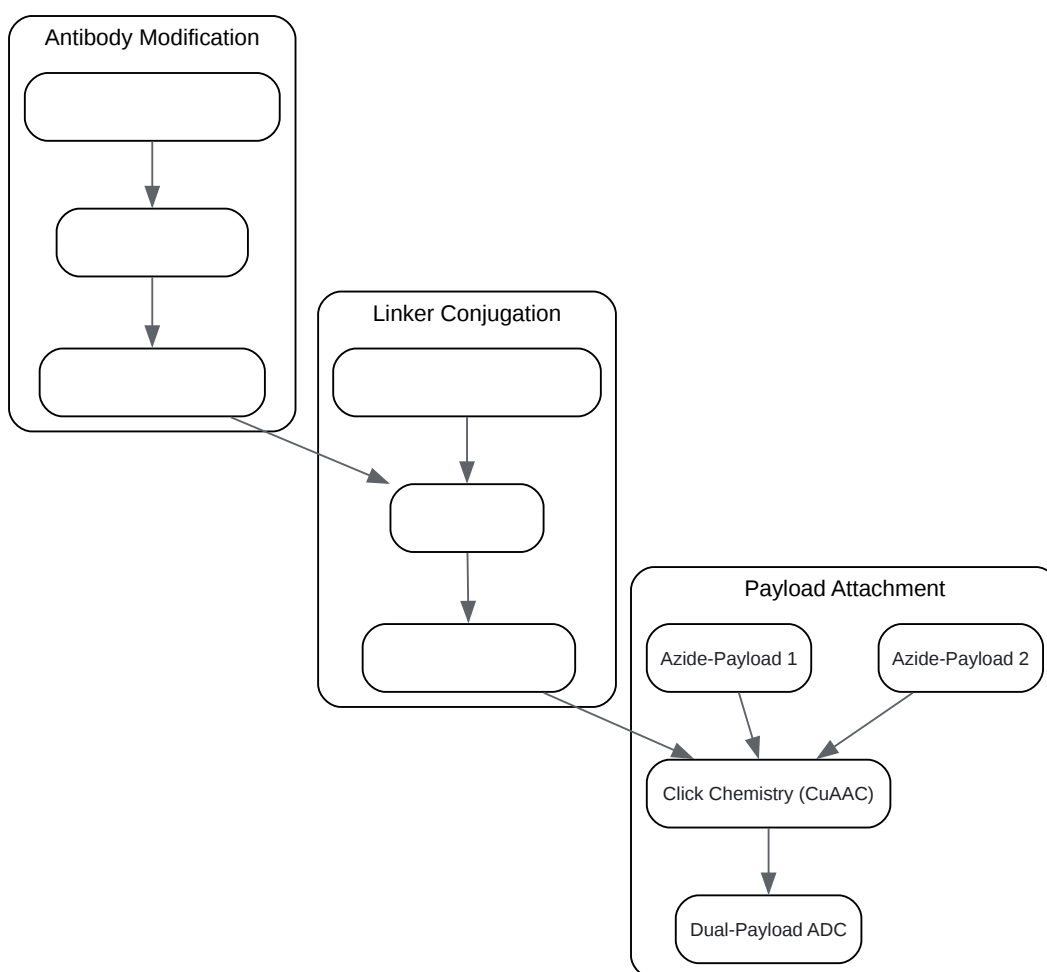 Antibody Modification
Linker Conjugation
Payload Attachment
Azide-Payload 1
Azide-Payload 2
Click Chemistry (CuAAC)
Dual-Payload ADC